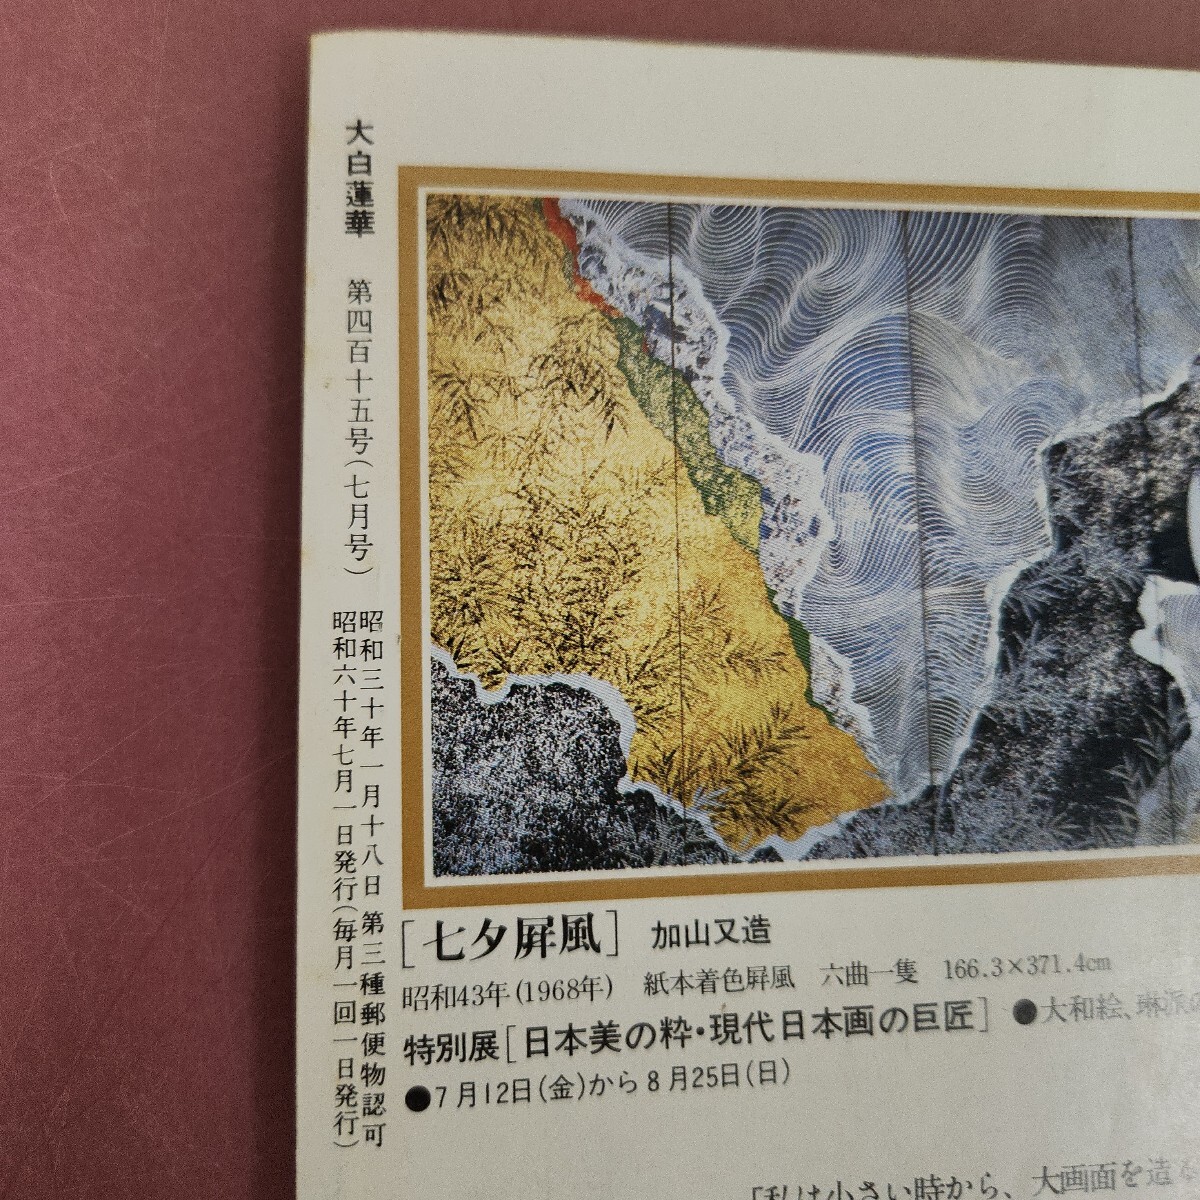 大白蓮華 第四百十五号(七月号)
昭和三十年一月十八日 第三種郵便物認可
昭和六十年七月一日発行(毎月一回一日発行)
[七夕屛風] 加山又造
昭和43年(1968年) 紙本着色屛風 六曲一隻 166.3×371.4cm
特別展[日本美の粋・現代日本画の巨匠] ●大和絵、琳派
●7月12日(金)から8月25日(日)
「私は小さい時から、大画面を造